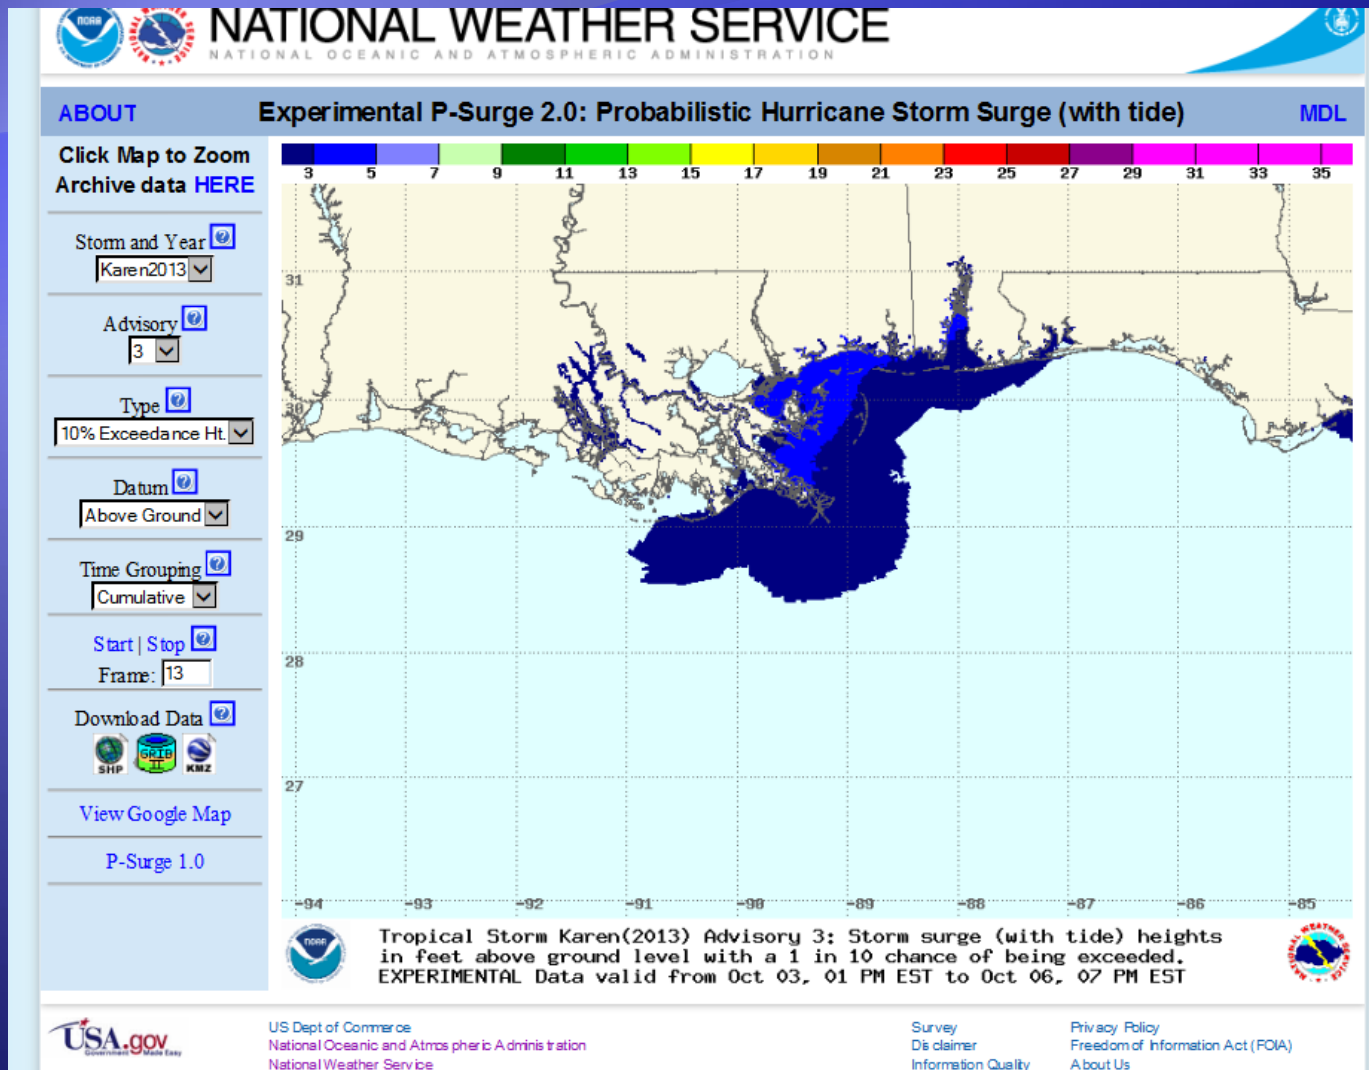 NATIONAL WEATHER SERVICE
NATIONAL OCEANIC AND ATMOSPHERIC ADMINISTRATION
ABOUT
Experimental P-Surge 2.0: Probabilistic Hurricane Storm Surge (with tide)
MDL
Click Map to Zoom
Archive data HERE
3 5 7 9 11 13 15 17 19 21 23 25 27 29 31 33 35
Storm and Year ?
Karen2013
Advisory ?
3
Type ?
10% Exceedance Ht.
Datum ?
Above Ground
Time Grouping ?
Cumulative
Start | Stop ?
Frame: 13
Download Data ?
SHP GRIB II KMZ
View Google Map
P-Surge 1.0
31
30
29
28
27
-94 -93 -92 -91 -90 -89 -88 -87 -86 -85
NOAA
Tropical Storm Karen(2013) Advisory 3: Storm surge (with tide) heights
in feet above ground level with a 1 in 10 chance of being exceeded.
EXPERIMENTAL Data valid from Oct 03, 01 PM EST to Oct 06, 07 PM EST
USA.gov
Government Made Easy
US Dept of Commerce
National Oceanic and Atmospheric Administration
National Weather Service
Survey
Disclaimer
Information Quality
Privacy Policy
Freedom of Information Act (FOIA)
About Us